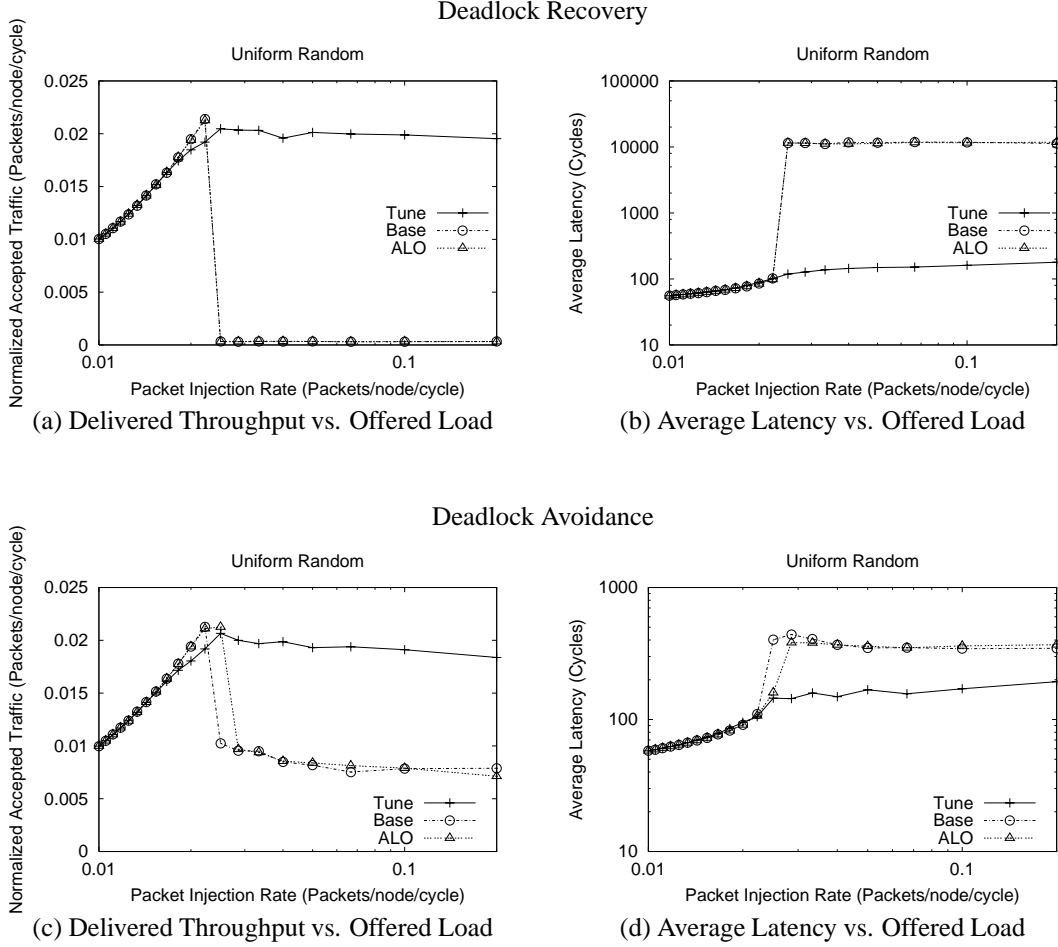 Deadlock Recovery
Uniform Random
Normalized Accepted Traffic (Packets/node/cycle)
0.025
0.02
0.015
0.01
0.005
0
Tune
Base
ALO
0.01
0.1
Packet Injection Rate (Packets/node/cycle)
(a) Delivered Throughput vs. Offered Load
Uniform Random
Average Latency (Cycles)
100000
10000
1000
100
10
Tune
Base
ALO
0.01
0.1
Packet Injection Rate (Packets/node/cycle)
(b) Average Latency vs. Offered Load
Deadlock Avoidance
Uniform Random
Normalized Accepted Traffic (Packets/node/cycle)
0.025
0.02
0.015
0.01
0.005
0
Tune
Base
ALO
0.01
0.1
Packet Injection Rate (Packets/node/cycle)
(c) Delivered Throughput vs. Offered Load
Uniform Random
Average Latency (Cycles)
1000
100
10
Tune
Base
ALO
0.01
0.1
Packet Injection Rate (Packets/node/cycle)
(d) Average Latency vs. Offered Load